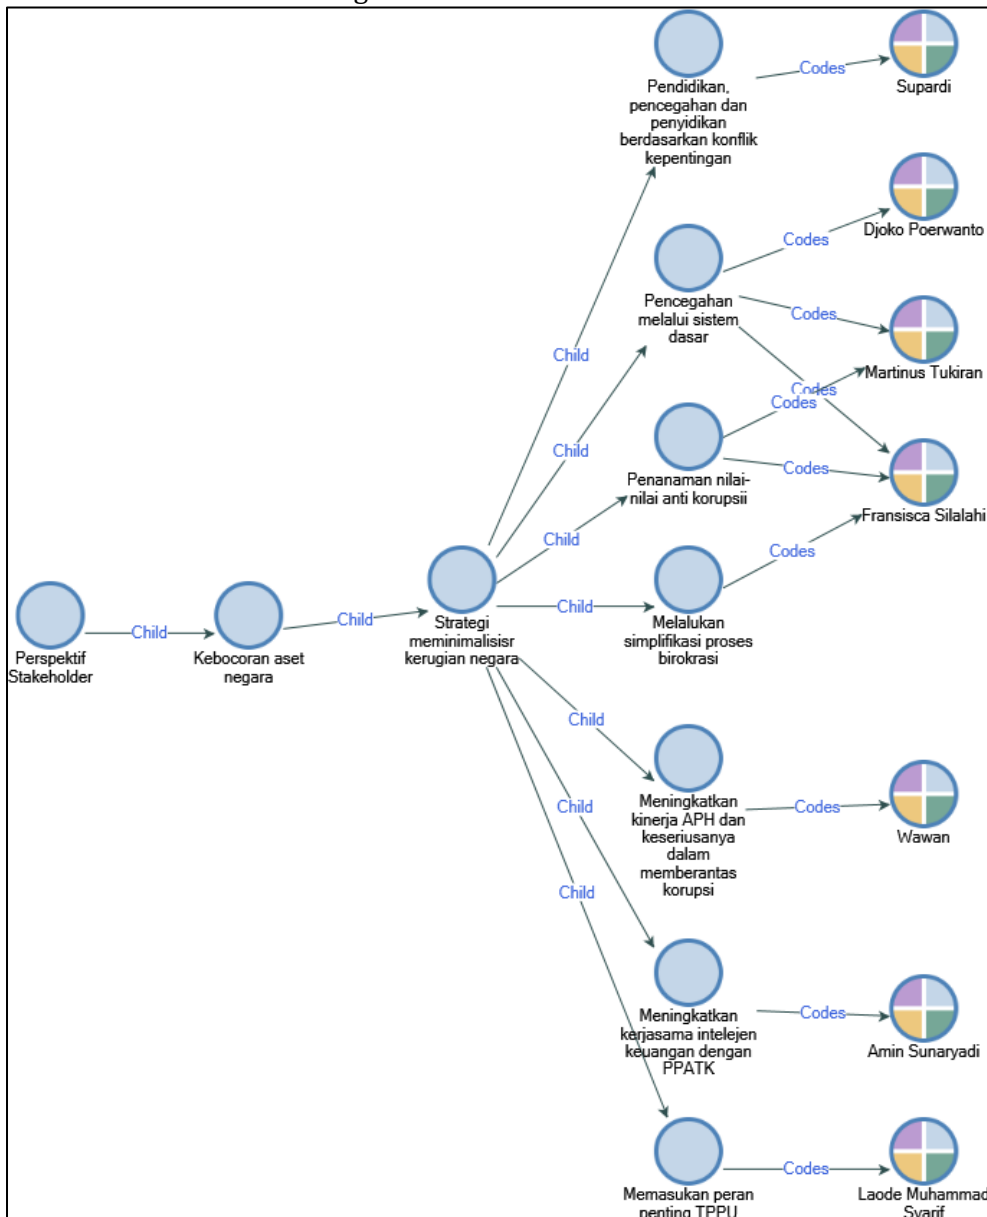 Pendidikan,
pencegahan dan
penyidikan
berdasarkan konflik
kepentingan
Codes
Supardi
Codes
Djoko Poerwanto
Pencegahan
melalui sistem
dasar
Codes
Martinus Tukiran
Child
Codes
Codes
Child
Penanaman nilai-
nilai anti korupsii
Codes
Fransisca Silalahi
Child
Codes
Perspektif
Stakeholder
Child
Kebocoran aset
negara
Child
Strategi
meminimalisisr
kerugian negara
Child
Melalukan
simplifikasi proses
birokrasi
Child
Meningkatkan
kinerja APH dan
keseriusanya
dalam
memberantas
korupsi
Codes
Wawan
Child
Child
Meningkatkan
kerjasama intelejen
keuangan dengan
PPATK
Codes
Amin Sunaryadi
Memasukan peran
penting TPPU
Codes
Laode Muhammad
Syarif